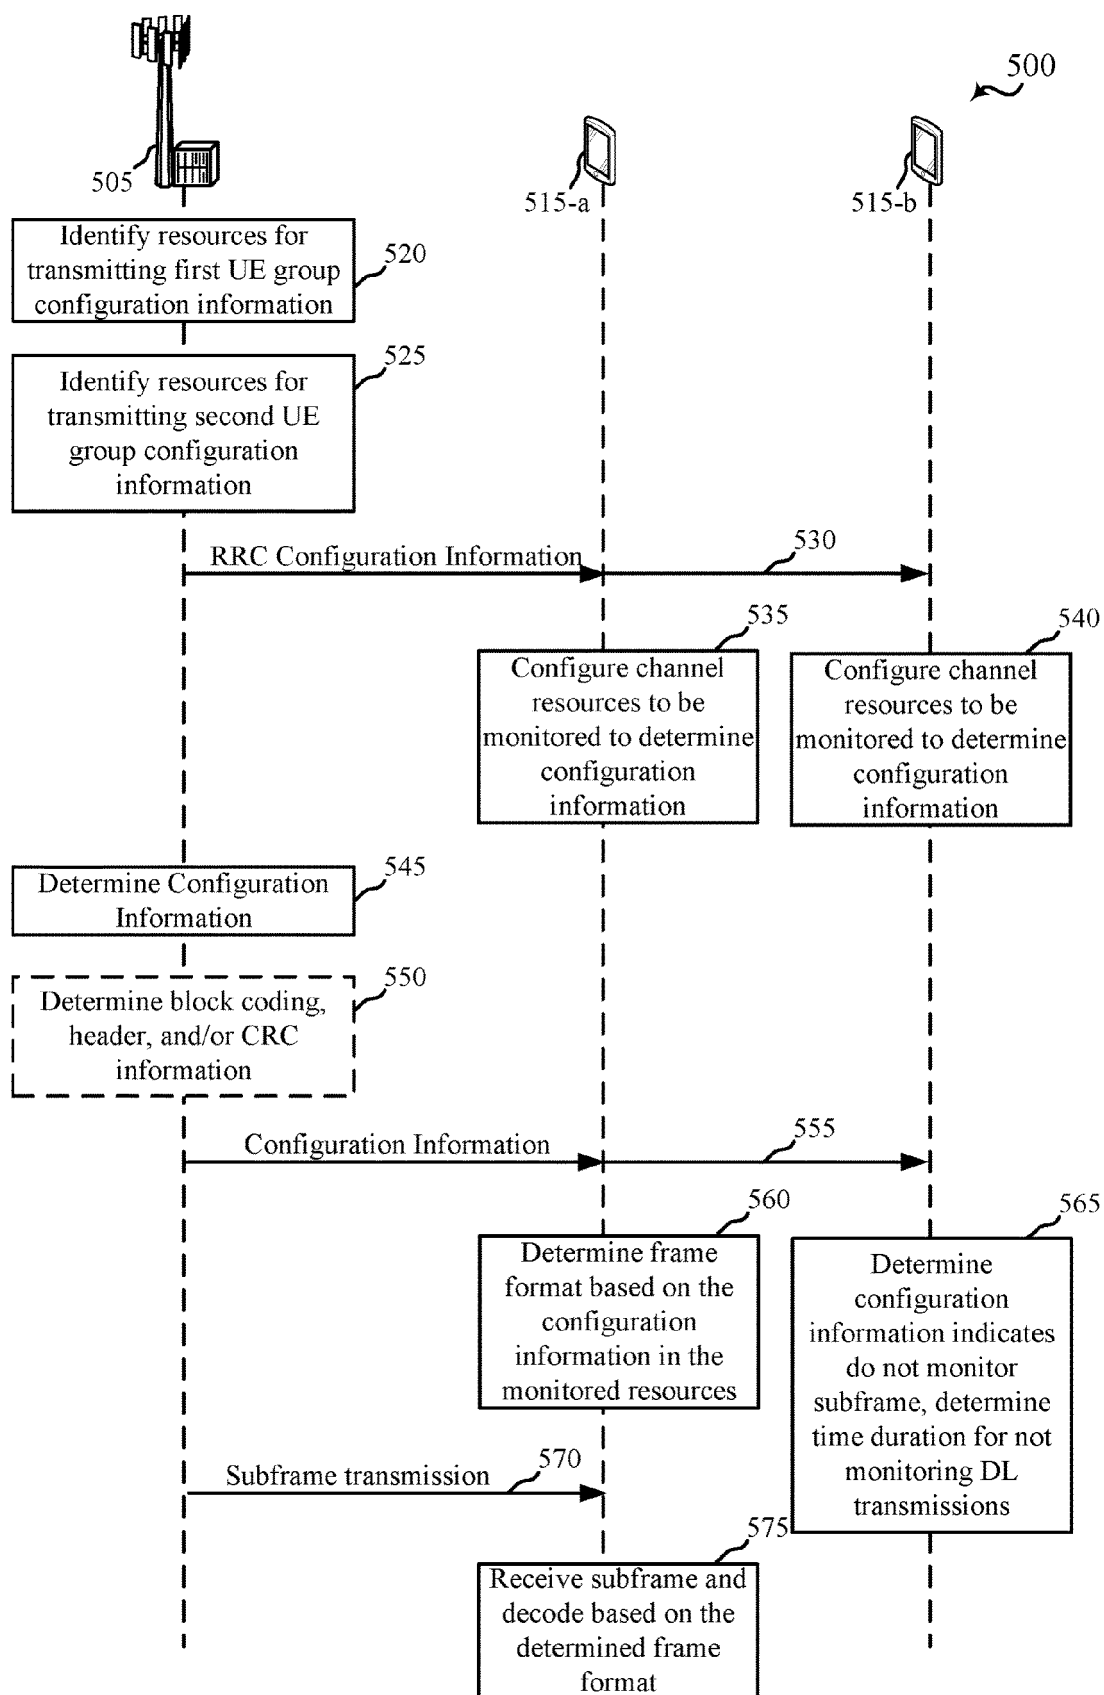 500
505
515-a
515-b
Identify resources for
transmitting first UE group
configuration information
520
525
Identify resources for
transmitting second UE
group configuration
information
RRC Configuration Information
530
535
540
Configure channel
resources to be
monitored to determine
configuration
information
Configure channel
resources to be
monitored to determine
configuration
information
545
Determine Configuration
Information
550
Determine block coding,
header, and/or CRC
information
Configuration Information
555
560
565
Determine frame
format based on the
configuration
information in the
monitored resources
Determine
configuration
information indicates
do not monitor
subframe, determine
time duration for not
monitoring DL
transmissions
Subframe transmission
570
575
Receive subframe and
decode based on the
determined frame
format